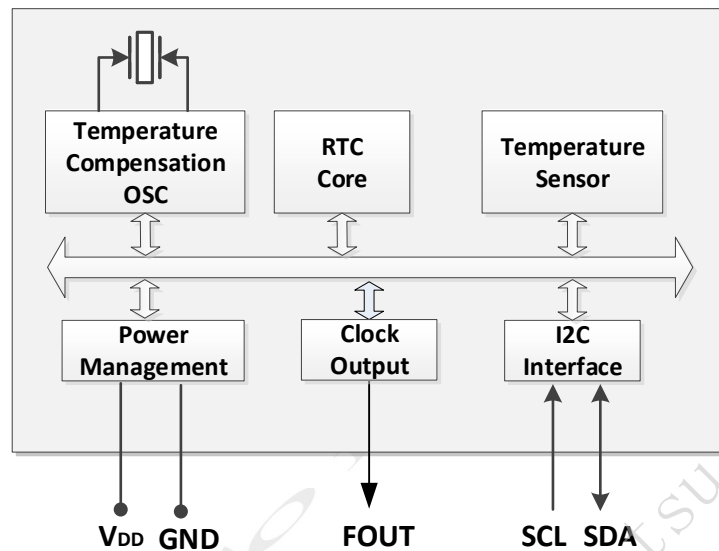 Temperature
Compensation
OSC
RTC
Core
Temperature
Sensor
Power
Management
Clock
Output
I2C
Interface
VDD GND FOUT SCL SDA